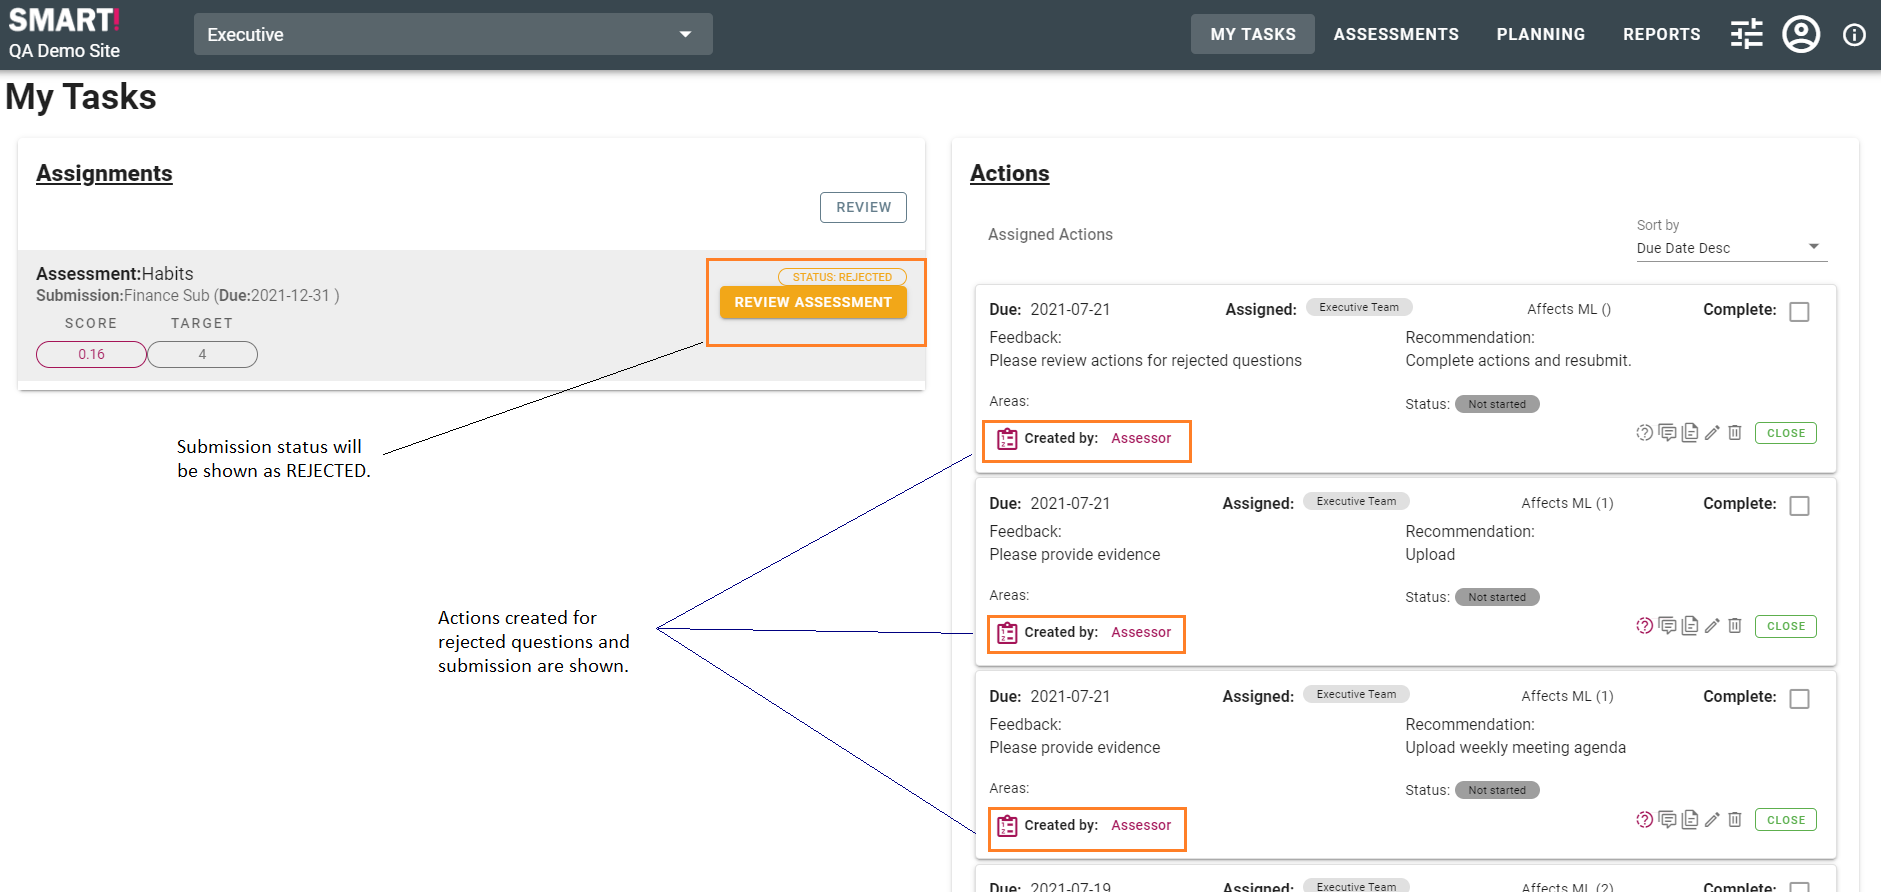 SMART!
QA Demo Site
Executive
MY TASKS
ASSESSMENTS
PLANNING
REPORTS
My Tasks
Assignments
REVIEW
Assessment:Habits
Submission:Finance Sub (Due:2021-12-31 )
SCORE TARGET
0.16 4
STATUS: REJECTED
REVIEW ASSESSMENT
Submission status will
be shown as REJECTED.
Actions created for
rejected questions and
submission are shown.
Actions
Assigned Actions
Sort by
Due Date Desc
Due: 2021-07-21 Assigned: Executive Team Affects ML () Complete:
Feedback: Recommendation:
Please review actions for rejected questions Complete actions and resubmit.
Areas: Status: Not started
Created by: Assessor CLOSE
Due: 2021-07-21 Assigned: Executive Team Affects ML (1) Complete:
Feedback: Recommendation:
Please provide evidence Upload
Areas: Status: Not started
Created by: Assessor CLOSE
Due: 2021-07-21 Assigned: Executive Team Affects ML (1) Complete:
Feedback: Recommendation:
Please provide evidence Upload weekly meeting agenda
Areas: Status: Not started
Created by: Assessor CLOSE
Due: 2021-07-19 Assigned: Executive Team Affects ML (2) Complete: